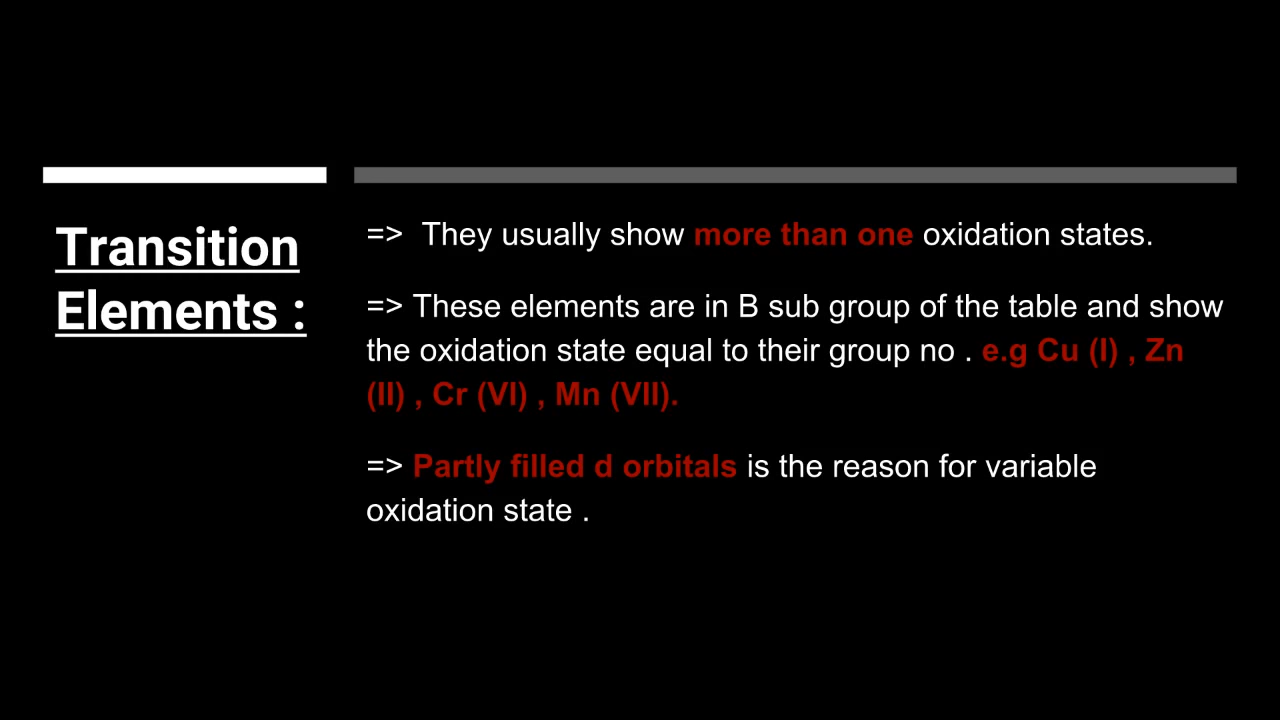 Transition
Elements :
=> They usually show more than one oxidation states.
=> These elements are in B sub group of the table and show
the oxidation state equal to their group no . e.g Cu (I) , Zn
(II) , Cr (VI) , Mn (VII).
=> Partly filled d orbitals is the reason for variable
oxidation state .